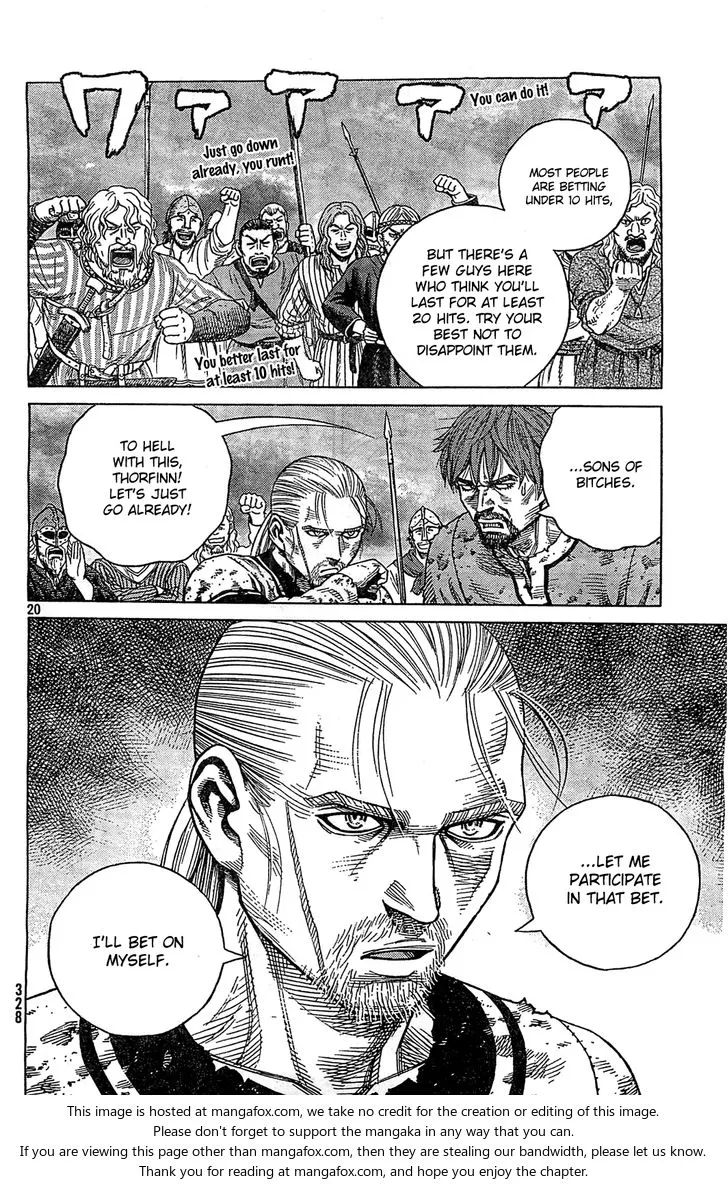 ワァァァァ
You can do it!
Just go down
already, you runt!
MOST PEOPLE
ARE BETTING
UNDER 10 HITS,
BUT THERE'S A
FEW GUYS HERE
WHO THINK YOU'LL
LAST FOR AT LEAST
20 HITS. TRY YOUR
BEST NOT TO
DISAPPOINT THEM.
You better last for
at least 10 hits!
TO HELL
WITH THIS,
THORFINN!
LET'S JUST
GO ALREADY!
...SONS OF
BITCHES.
20
...LET ME
PARTICIPATE
IN THAT BET.
I'LL BET ON
MYSELF.
328
This image is hosted at mangafox.com, we take no credit for the creation or editing of this image.
Please don't forget to support the mangaka in any way that you can.
If you are viewing this page other than mangafox.com, then they are stealing our bandwidth, please let us know.
Thank you for reading at mangafox.com, and hope you enjoy the chapter.